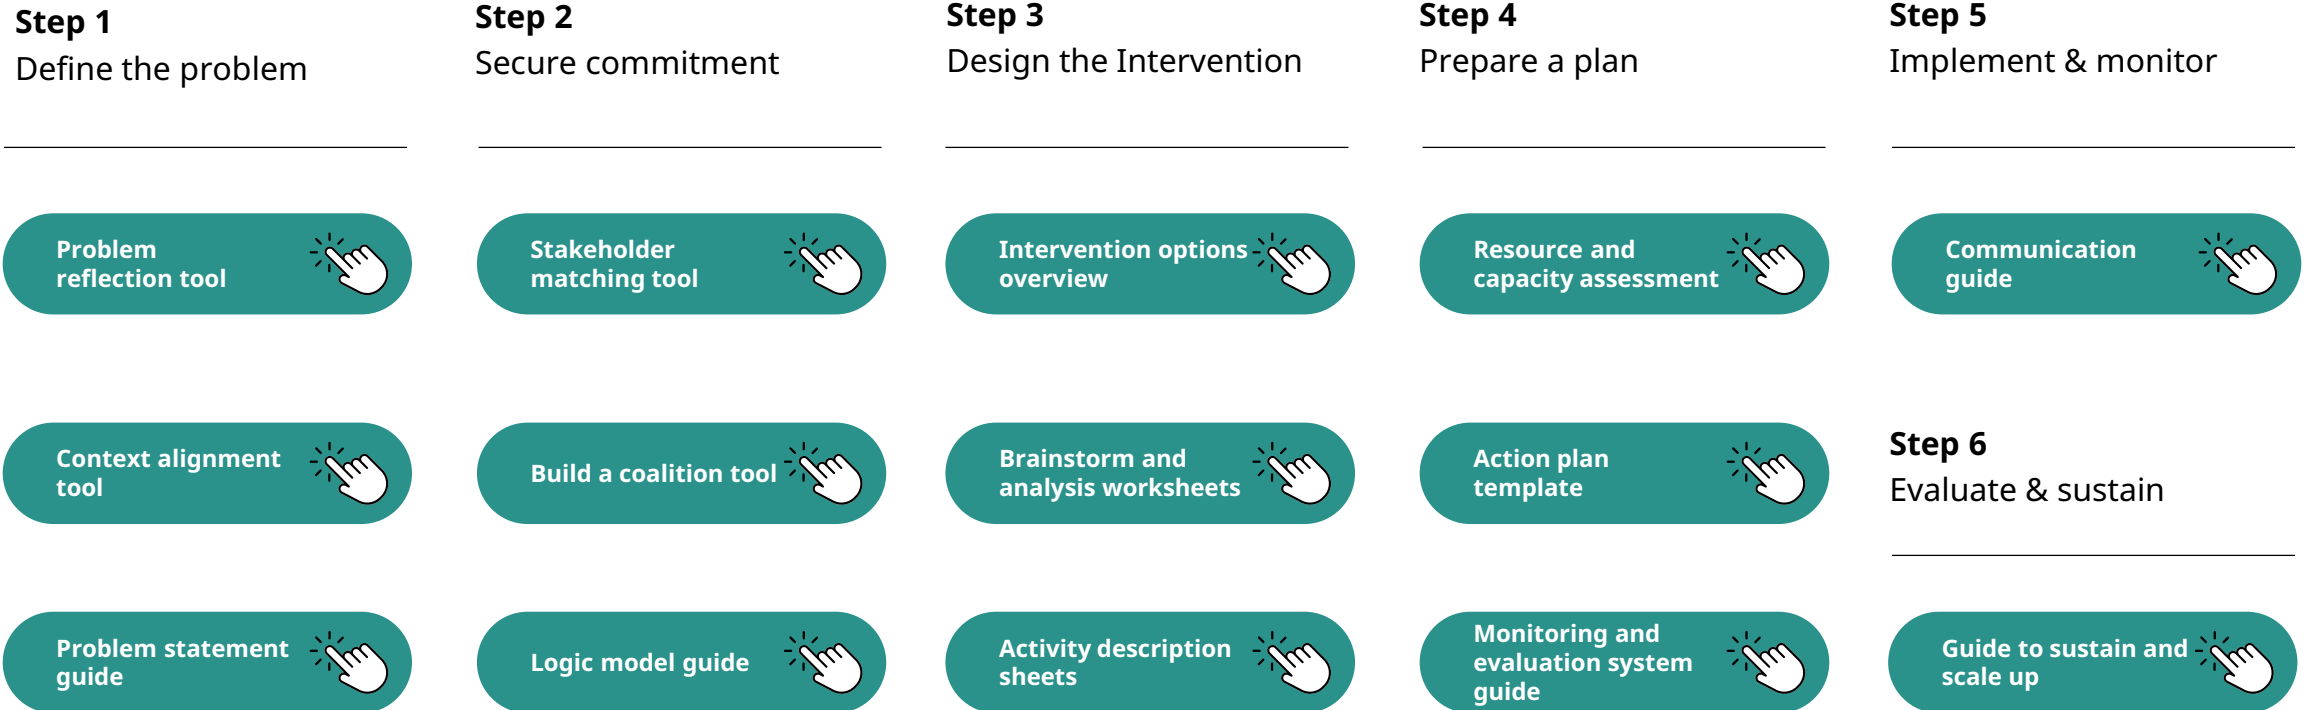 Step 1
Define the problem
Problem
reflection tool
Context alignment
tool
Problem statement
guide
Step 2
Secure commitment
Stakeholder
matching tool
Build a coalition tool
Logic model guide
Step 3
Design the Intervention
Intervention options
overview
Brainstorm and
analysis worksheets
Activity description
sheets
Step 4
Prepare a plan
Resource and
capacity assessment
Action plan
template
Monitoring and
evaluation system
guide
Step 5
Implement & monitor
Communication
guide
Step 6
Evaluate & sustain
Guide to sustain and
scale up